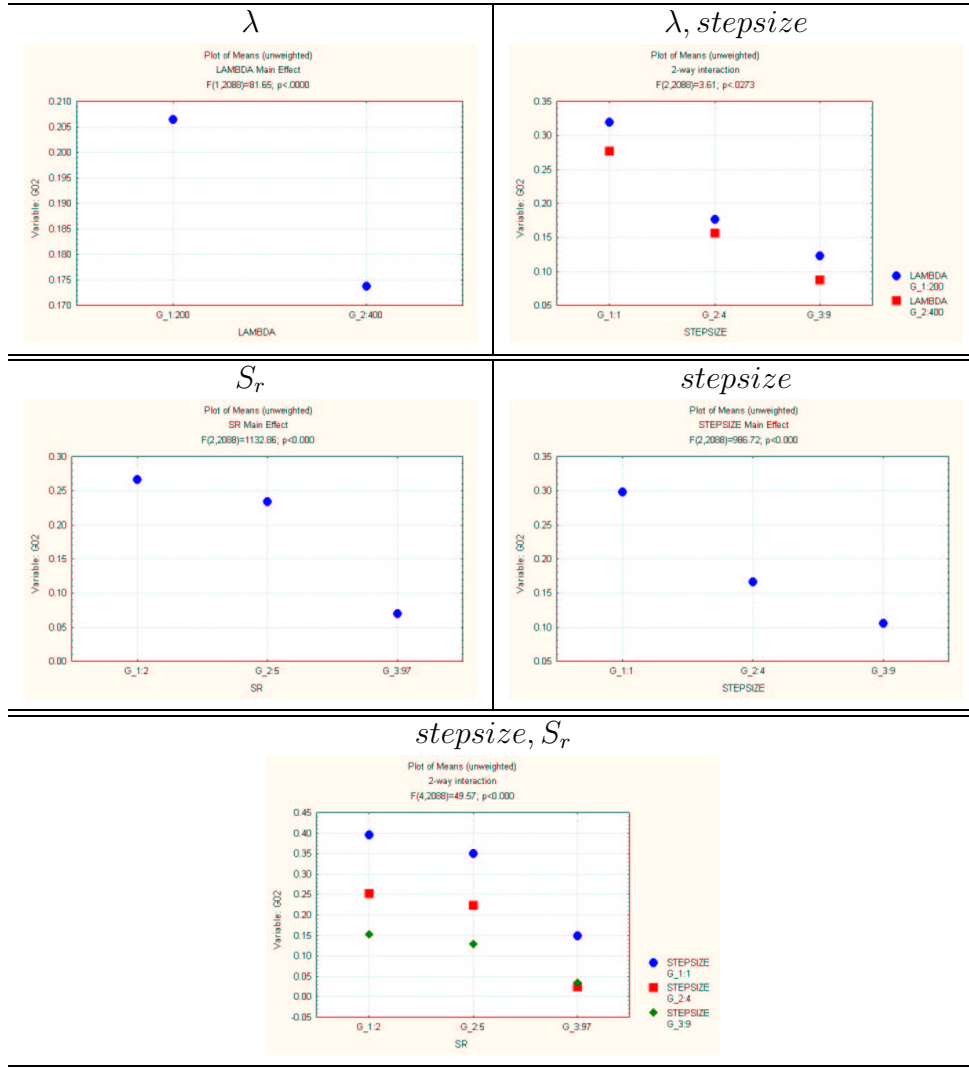 λ
Plot of Means (unweighted)
LAMBDA Main Effect
F(1,2088)=81.65; p<.0000
0.210
0.205
0.200
0.195
0.190
0.185
0.180
0.175
0.170
Variable: G02
G_1:200
G_2:400
LAMBDA
λ, stepsize
Plot of Means (unweighted)
2-way interaction
F(2,2088)=3.61; p<.0273
0.35
0.30
0.25
0.20
0.15
0.10
0.05
Variable: G02
G_1:1
G_2:4
G_3:9
STEPSIZE
LAMBDA
G_1:200
LAMBDA
G_2:400
S_r
Plot of Means (unweighted)
SR Main Effect
F(2,2088)=1132.86; p<0.000
0.30
0.25
0.20
0.15
0.10
0.05
0.00
Variable: G02
G_1:2
G_2:5
G_3:97
SR
stepsize
Plot of Means (unweighted)
STEPSIZE Main Effect
F(2,2088)=986.72; p<0.000
0.35
0.30
0.25
0.20
0.15
0.10
0.05
Variable: G02
G_1:1
G_2:4
G_3:9
STEPSIZE
stepsize, S_r
Plot of Means (unweighted)
2-way interaction
F(4,2088)=49.57; p<0.000
0.45
0.40
0.35
0.30
0.25
0.20
0.15
0.10
0.05
0.00
-0.05
Variable: G02
G_1:2
G_2:5
G_3:97
SR
STEPSIZE
G_1:1
STEPSIZE
G_2:4
STEPSIZE
G_3:9